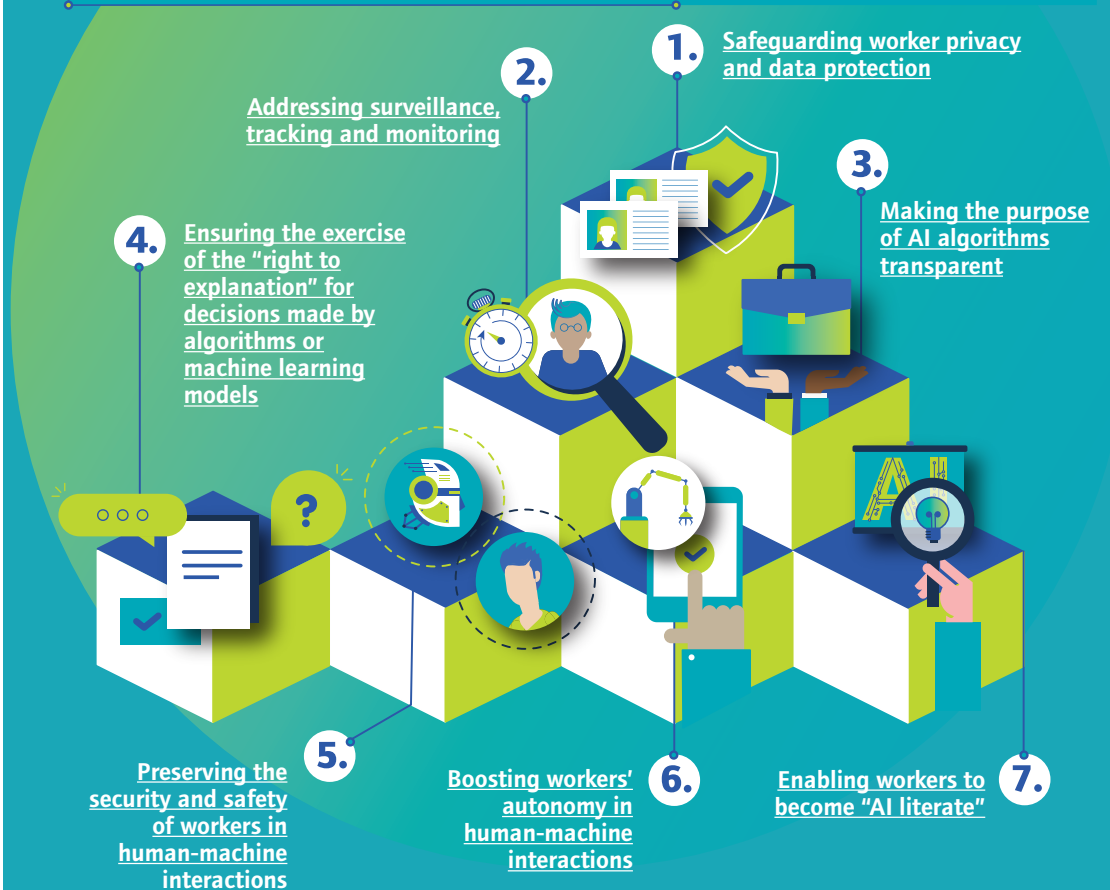 1.
Safeguarding worker privacy
and data protection
2.
Addressing surveillance,
tracking and monitoring
3.
Making the purpose
of AI algorithms
transparent
4.
Ensuring the exercise
of the “right to
explanation” for
decisions made by
algorithms or
machine learning
models
?
AI
5.
Preserving the
security and safety
of workers in
human-machine
interactions
6.
Boosting workers’
autonomy in
human-machine
interactions
7.
Enabling workers to
become “AI literate”